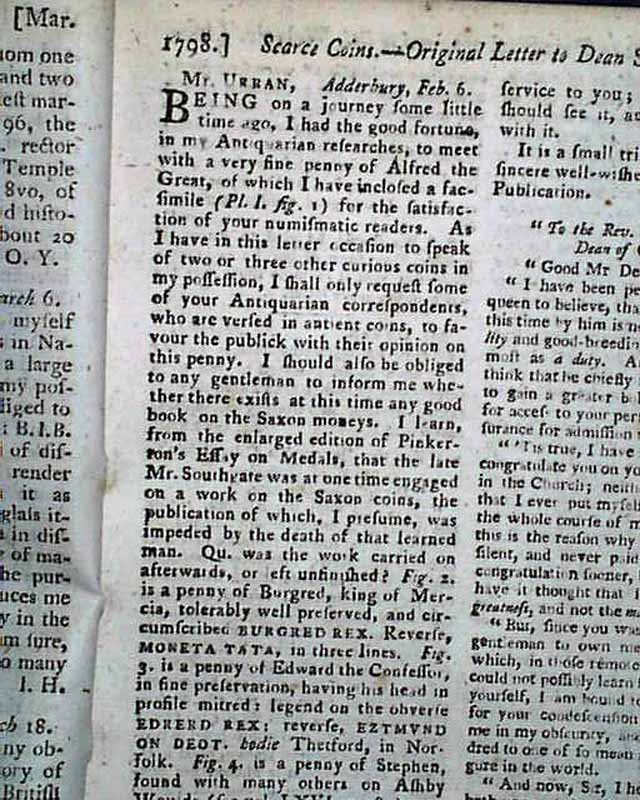 [Mar.
om one
and two
eſt mar-
96, the
rector
Temple
8vo, of
d hiſto-
bout 20
O. Y.
arch 6.
myſelf
s in Na-
a large
my poſ-
liged to
: B.I.B.
of diſ-
render
it as
glaſs it-
in diſ-
of ma-
he pur-
uces me
y in the
am ſure,
o many
I. H.
ch 18.
ny ob-
ory of
Britiſh
1798.] Scarce Coins.—Original Letter to Dean S
Mr. URBAN, Adderbury, Feb. 6.
BEING on a journey ſome little
time ago, I had the good fortune,
in my Antiquarian reſearches, to meet
with a very fine penny of Alfred the
Great, of which I have incloſed a fac-
ſimile (Pl. I. fig. 1) for the ſatisfac-
tion of your numiſmatic readers. As
I have in this letter occaſion to ſpeak
of two or three other curious coins in
my poſſeſſion, I ſhall only requeſt ſome
of your Antiquarian correſpondents,
who are verſed in antient coins, to fa-
vour the publick with their opinion on
this penny. I ſhould alſo be obliged
to any gentleman to inform me whe-
ther there exiſts at this time any good
book on the Saxon moneys. I learn,
from the enlarged edition of Pinker-
ton's Eſſay on Medals, that the late
Mr. Southgate was at one time engaged
on a work on the Saxon coins, the
publication of which, I preſume, was
impeded by the death of that learned
man. Qu. was the work carried on
afterwards, or eft unfiniſhed? Fig. 2.
is a penny of Burgred, king of Mer-
cia, tolerably well preſerved, and cir-
cumſcribed BURGRED REX. Reverſe,
MONETA TATA, in three lines. Fig.
3. is a penny of Edward the Confeſſor,
in fine preſervation, having his head in
profile mitred: legend on the obverſe
EDRERD REX; reverſe, EZTMVND
ON DEOT. hodie Thetford, in Nor-
folk. Fig. 4. is a penny of Stephen,
found with many others on Aſhby
ſervice to you;
ſhould ſee it,
with it.
It is a ſmall tri
ſincere well-wiſhe
Publication.
“To the Rev.
Dean of
“Good Mr De
“I have been pe
queen to believe, tha
this time by him is n
lity and good-breedin
moſt as a duty. A
think that he chiefly
to gain a greater b
for acceſs to your per
ſurance for admiſſion
“'Tis true, I have
congratulate you on yo
in the Church; neith
that I ever put myſel
the whole courſe of m
this is the reaſon why
ſilent, and never paid
congratulation ſooner,
have it thought that I
greatneſs, and not the m
“But, ſince you wa
gentleman to own me
which, in thoſe remote
could not poſſibly learn
yourſelf, I am bound to
for your condeſcenſion
me in my obſcurity, and
dred to one of ſo mean
gure in the world.
“And now, Sir, I h